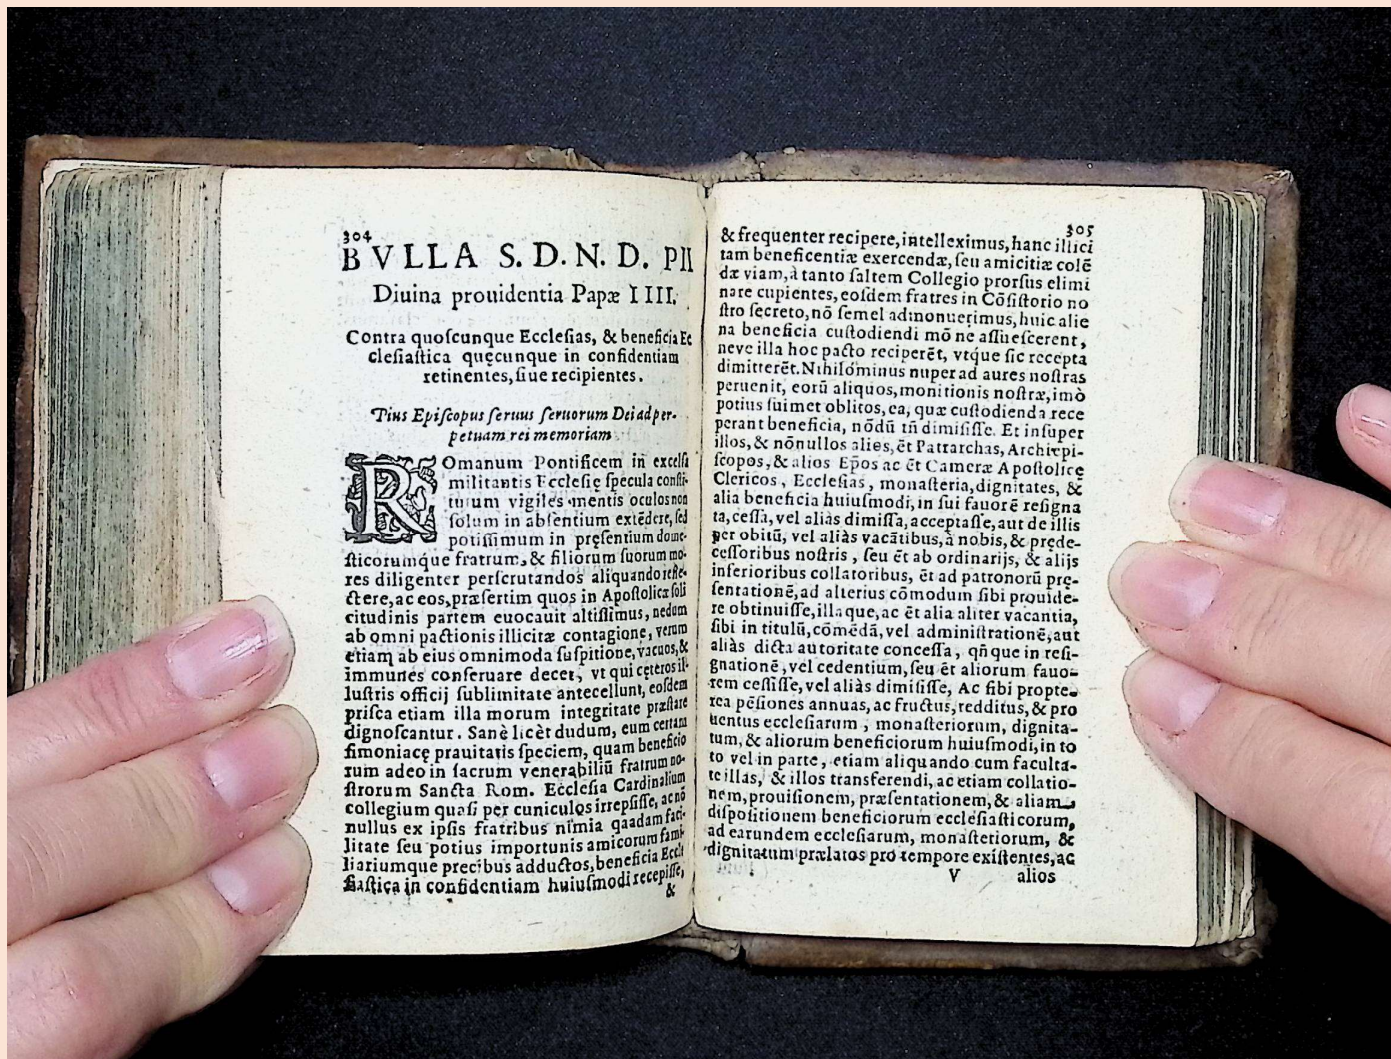 304
BVLLA S. D. N. D. PII
Diuina prouidentia Papæ IIII.
Contra quoſcunque Eccleſias, & beneficia Ec
cleſiaſtica quęcunque in confidentiam
retinentes, ſiue recipientes.
Pius Epiſcopus ſeruus ſeruorum Dei ad per-
petuam rei memoriam
ROmanum Pontificem in excelſa
militantis Eccleſię ſpecula conſti-
tutum vigiles mentis oculos non
ſolum in abſentium extēdere, ſed
potiſſimum in pręſentium dome-
ſticorumque fratrum, & filiorum ſuorum mo-
res diligenter perſcrutandos aliquando refle-
ctere, ac eos, præſertim quos in Apoſtolicæ ſoli
citudinis partem euocauit altiſſimus, nedum
ab omni pactionis illicitæ contagione, verum
etiam ab eius omnimoda ſuſpitione, vacuos, &
immunes conſeruare decet, vt qui cęteros il-
luſtris officij ſublimitate antecellunt, eoſdem
priſca etiam illa morum integritate præſtare
dignoſcantur. Sanè licèt dudum, eum certam
ſimoniacę prauitatis ſpeciem, quam beneficio
rum adeo in ſacrum venerabiliū fratrum no-
ſtrorum Sancta Rom. Eccleſia Cardinalium
collegium quaſi per cuniculos irrepſiſſe, ac nō
nullus ex ipſis fratribus nimia quadam faci-
litate ſeu potius importunis amicorum fami-
liariumque precibus adductos, beneficia Eccle
ſiaſtica in confidentiam huiuſmodi recepiſſe,
&
305
& frequenter recipere, intelleximus, hanc illici
tam beneficentiæ exercendæ, ſeu amicitiæ colē
dæ viam, à tanto ſaltem Collegio prorſus elimi
nare cupientes, eoſdem fratres in Cōſiſtorio no
ſtro ſecreto, nō ſemel admonuerimus, huic alie
na beneficia cuſtodiendi mō ne aſſueſcerent,
neve illa hoc pacto reciperēt, vtque ſic recepta
dimitterēt. Nihilominus nuper ad aures noſtras
peruenit, eorū aliquos, monitionis noſtræ, imò
potius ſuimet oblitos, ea, quæ cuſtodienda rece
perant beneficia, nōdū tñ dimiſiſſe. Et inſuper
illos, & nōnullos alios, ēt Patrarchas, Archiepi-
ſcopos, & alios Epōs ac ēt Cameræ Apoſtolicę
Clericos, Eccleſias, monaſteria, dignitates, &
alia beneficia huiuſmodi, in ſui fauorē reſigna
ta, ceſſa, vel aliàs dimiſſa, acceptaſſe, aut de illis
per obitū, vel aliàs vacātibus, à nobis, & pręde-
ceſſoribus noſtris, ſeu ēt ab ordinarijs, & alijs
inferioribus collatoribus, ēt ad patronorū prę-
ſentationē, ad alterius cōmodum ſibi prouide-
re obtinuiſſe, illaque, ac ēt alia aliter vacantia,
ſibi in titulū, cōmēdā, vel adminiſtrationē, aut
aliàs dicta autoritate conceſſa, qñque in reſi-
gnationē, vel cedentium, ſeu ēt aliorum fauo-
rem ceſſiſſe, vel aliàs dimiſiſſe, Ac ſibi propte-
rea pēſiones annuas, ac fructus, redditus, & pro
uentus eccleſiarum, monaſteriorum, dignita-
tum, & aliorum beneficiorum huiuſmodi, in to
to vel in parte, etiam aliquando cum faculta-
te illas, & illos transferendi, ac etiam collatio-
nem, prouiſionem, præſentationem, & aliam
diſpoſitionem beneficiorum eccleſiaſticorum,
ad earundem eccleſiarum, monaſteriorum, &
dignitatum prælatos pro tempore exiſtentes, ac
V alios